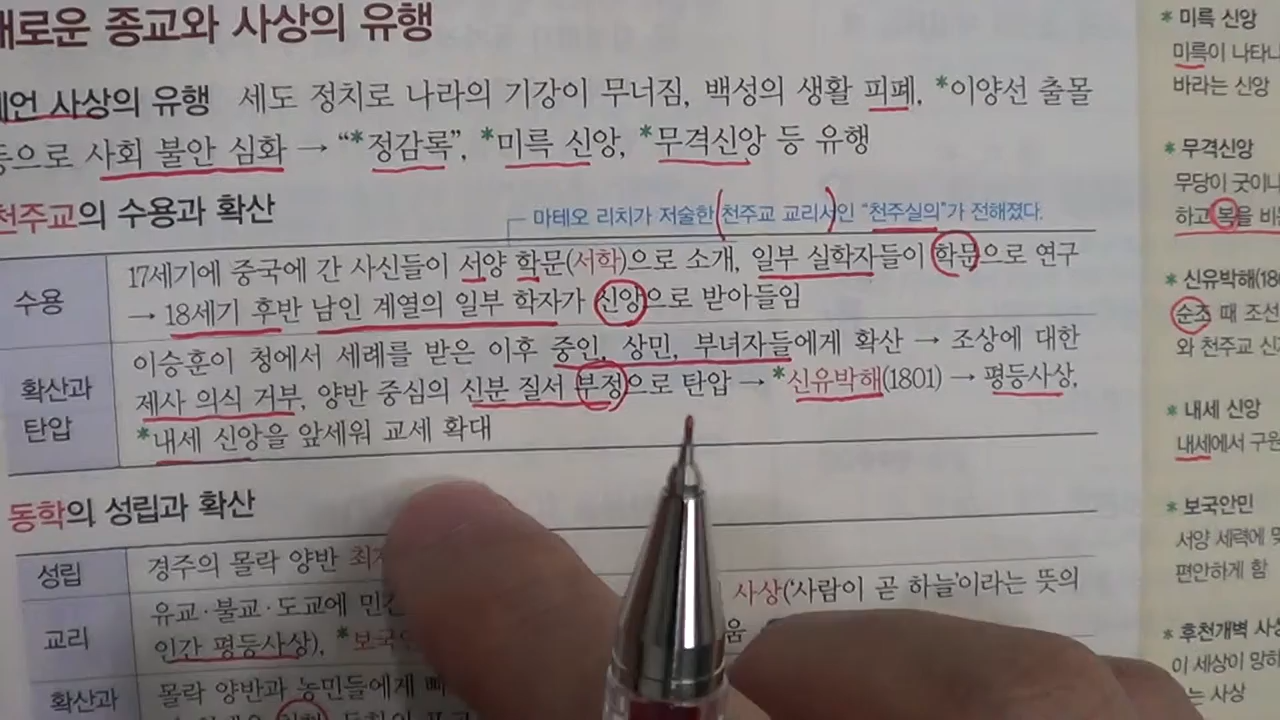 새로운 종교와 사상의 유행
예언 사상의 유행 세도 정치로 나라의 기강이 무너짐, 백성의 생활 피폐, *이양선 출몰
등으로 사회 불안 심화 → “*정감록”, *미륵 신앙, *무격신앙 등 유행
천주교의 수용과 확산
마테오 리치가 저술한 천주교 교리서인 “천주실의”가 전해졌다.
수용
17세기에 중국에 간 사신들이 서양 학문(서학)으로 소개, 일부 실학자들이 학문으로 연구
→ 18세기 후반 남인 계열의 일부 학자가 신앙으로 받아들임
확산과
탄압
이승훈이 청에서 세례를 받은 이후 중인, 상민, 부녀자들에게 확산 → 조상에 대한
제사 의식 거부, 양반 중심의 신분 질서 부정으로 탄압 → *신유박해(1801) → 평등사상,
*내세 신앙을 앞세워 교세 확대
동학의 성립과 확산
성립
경주의 몰락 양반
교리
유교·불교·도교에 민간 사상(‘사람이 곧 하늘’이라는 뜻의
인간 평등사상), *보국
확산과
몰락 양반과 농민들에게
* 미륵 신앙
미륵이 나타나
바라는 신앙
* 무격신앙
무당이 굿이나
하고 복을
* 신유박해(18
순조 때 조선
와 천주교
* 내세 신앙
내세에서 구원
* 보국안민
서양 세력에
편안하게 함
* 후천개벽 사상
이 세상이 망하
는 사상